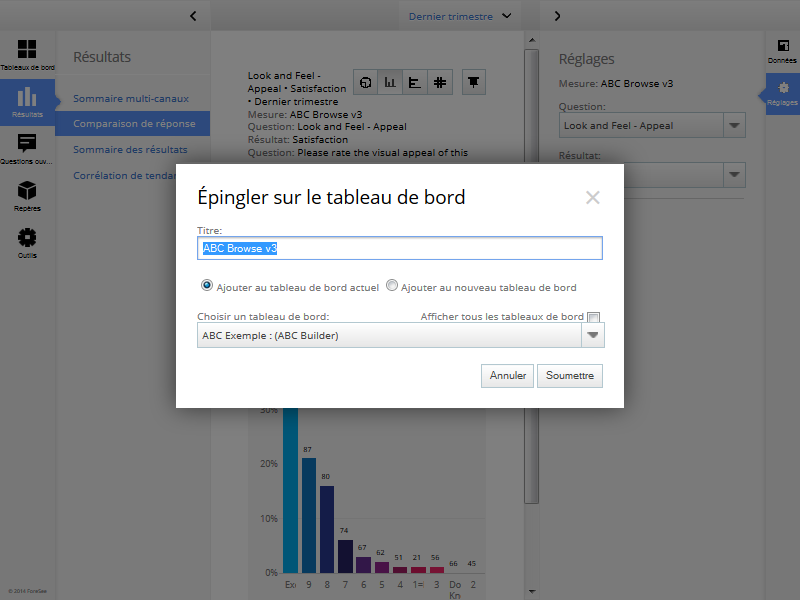 Dernier trimestre
Tableaux de bord
Résultats
Questions ouv...
Repères
Outils
© 2014 ForeSee
Résultats
Sommaire multi-canaux
Comparaison de réponse
Sommaire des résultats
Corrélation de tendan
Look and Feel -
Appeal • Satisfaction
• Dernier trimestre
Mesure: ABC Browse v3
Question: Look and Feel - Appeal
Résultat: Satisfaction
Question: Please rate the visual appeal of this
Réglages
Mesure: ABC Browse v3
Question:
Look and Feel - Appeal
Résultat:
Données
Réglages
Épingler sur le tableau de bord
Titre:
ABC Browse v3
Ajouter au tableau de bord actuel
Ajouter au nouveau tableau de bord
Choisir un tableau de bord:
Afficher tous les tableaux de bord
ABC Exemple : (ABC Builder)
Annuler
Soumettre
30%
20%
10%
0%
87
80
74
67
62
51
21
56
66
45
Ex
9
8
7
6
5
4
1=
3
Do
Kn
2